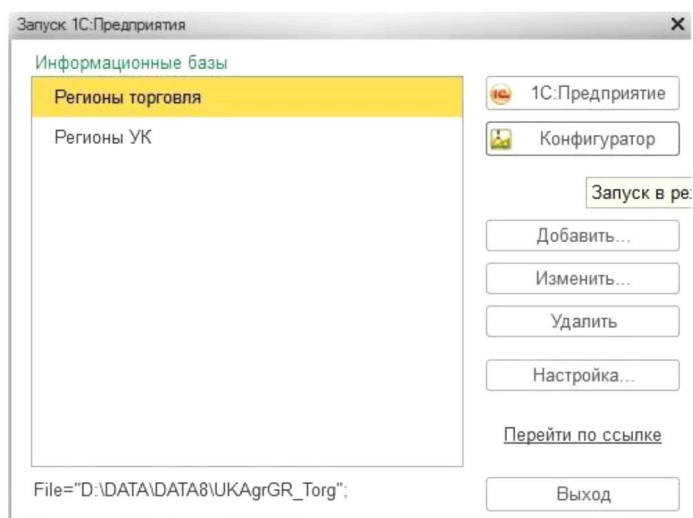 Запуск 1С:Предприятия
Информационные базы
Регионы торговля
Регионы УК
1С:Предприятие
Конфигуратор
Запуск в ре
Добавить...
Изменить...
Удалить
Настройка...
Перейти по ссылке
File="D:\DATA\DATA8\UKAgrGR_Torg";
Выход